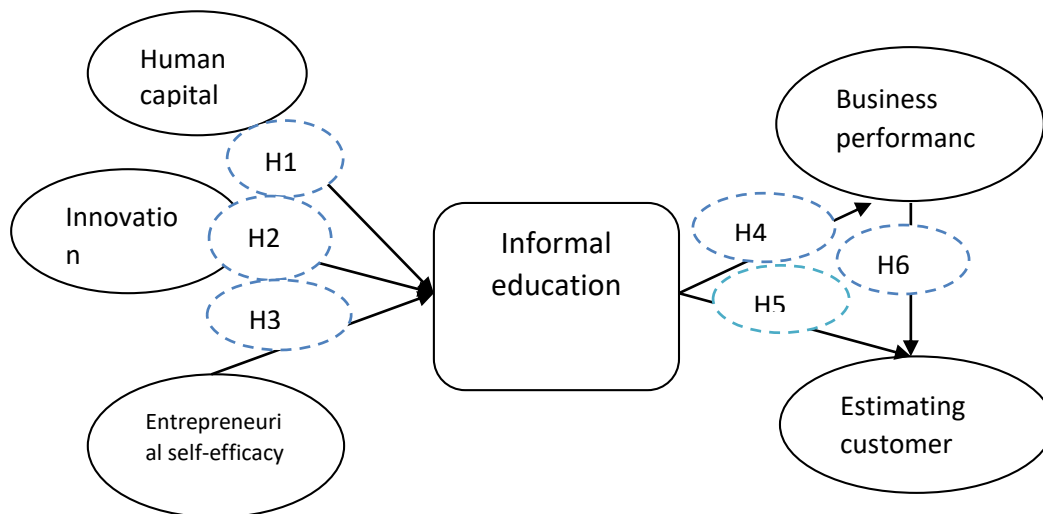 Human
capital
H1
Innovatio
n
H2
H3
Entrepreneuri
al self-efficacy
Informal
education
H4
H5
H6
Business
performanc
Estimating
customer